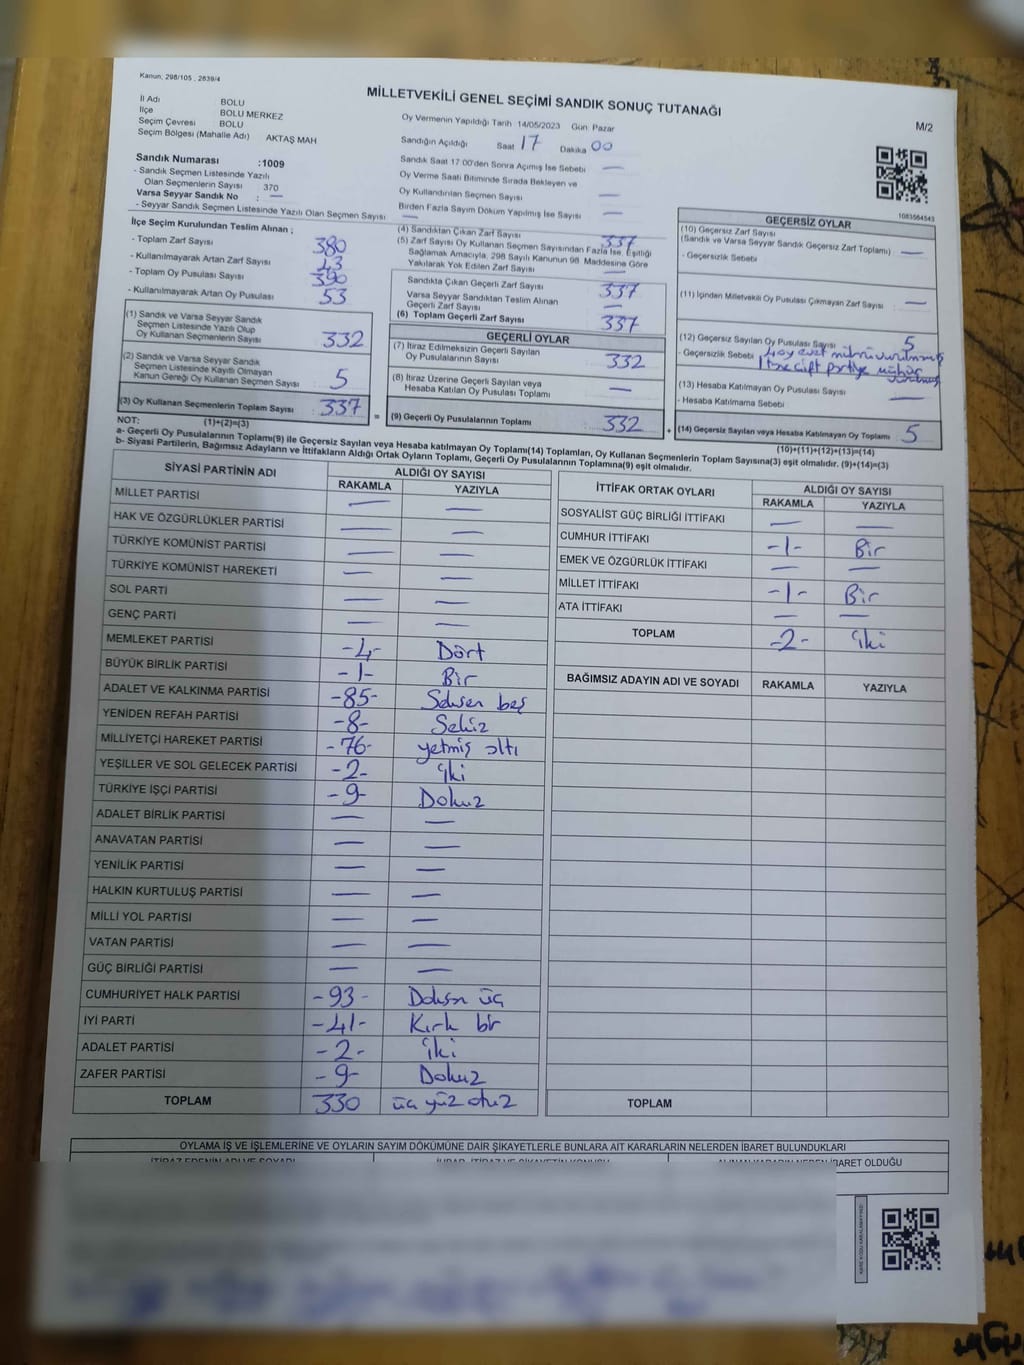 Kanun, 298/105 , 2839/4
MİLLETVEKİLİ GENEL SEÇİMİ SANDIK SONUÇ TUTANAĞI
M/2
İl Adı BOLU
İlçe BOLU MERKEZ
Seçim Çevresi BOLU
Seçim Bölgesi (Mahalle Adı) AKTAŞ MAH
Sandık Numarası :1009
- Sandık Seçmen Listesinde Yazılı
Olan Seçmenlerin Sayısı 370
Varsa Seyyar Sandık No : —
- Seyyar Sandık Seçmen Listesinde Yazılı Olan Seçmen Sayısı —
Oy Vermenin Yapıldığı Tarih 14/05/2023 Gün Pazar
Sandığın Açıldığı Saat 17 Dakika 00
Sandık Saat 17 00'den Sonra Açımış İse Sebebi —
Oy Verme Saati Bitiminde Sırada Bekleyen ve
Oy Kullandırılan Seçmen Sayısı —
Birden Fazla Sayım Döküm Yapılmış İse Sayısı —
1083664543
İlçe Seçim Kurulundan Teslim Alınan ;
- Toplam Zarf Sayısı 380
- Kullanılmayarak Artan Zarf Sayısı 43
- Toplam Oy Pusulası Sayısı 390
- Kullanılmayarak Artan Oy Pusulası 53
(1) Sandık ve Varsa Seyyar Sandık
Seçmen Listesinde Yazılı Olup
Oy Kullanan Seçmenlerin Sayısı 332
(2) Sandık ve Varsa Seyyar Sandık
Listesinde Kayıtlı Olmayan
Kanun Gereği Oy Kullanan Seçmen Sayısı 5
(3) Oy Kullanan Seçmenlerin Toplam Sayısı 337
(1)+(2)=(3)
(4) Sandıktan Çıkan Zarf Sayısı 337
(5) Zarf Sayısı Oy Kullanan Seçmen Sayısından Fazla İse, Eşitliği
Sağlamak Amacıyla, 298 Sayılı Kanunun 98. Maddesine Göre
Yakılarak Yok Edilen Zarf Sayısı —
Sandıkta Çıkan Geçerli Zarf Sayısı 337
Varsa Seyyar Sandıktan Teslim Alınan
Geçerli Zarf Sayısı —
(6) Toplam Geçerli Zarf Sayısı 337
GEÇERLİ OYLAR
(7) İtiraz Edilmeksizin Geçerli Sayılan
Oy Pusulalarının Sayısı 332
(8) İtiraz Üzerine Geçerli Sayılan veya
Hesaba Katılan Oy Pusulası Toplamı —
= (9) Geçerli Oy Pusulalarının Toplamı 332 +
GEÇERSİZ OYLAR
(10) Geçersiz Zarf Sayısı
(Sandık ve Varsa Seyyar Sandık Geçersiz Zarf Toplamı) —
- Geçersizlik Sebebi
(11) İçinden Milletvekili Oy Pusulası Çıkmayan Zarf Sayısı —
(12) Geçersiz Sayılan Oy Pusulası Sayısı 5
- Geçersizlik Sebebi 4 oy evet mührü vurulmamış
1 tane çift partiye mühür
(13) Hesaba Katılmayan Oy Pusulası Sayısı —
- Hesaba Katılmama Sebebi
(14) Geçersiz Sayılan veya Hesaba Katılmayan Oy Toplamı 5
(10)+(11)+(12)+(13)=(14)
NOT:
a- Geçerli Oy Pusulalarının Toplamı(9) ile Geçersiz Sayılan veya Hesaba katılmayan Oy Toplamı(14) Toplamları, Oy Kullanan Seçmenlerin Toplam Sayısına(3) eşit olmalıdır. (9)+(14)=(3)
b- Siyasi Partilerin, Bağımsız Adayların ve İttifakların Aldığı Ortak Oyların Toplamı, Geçerli Oy Pusulalarının Toplamına(9) eşit olmalıdır.
SİYASİ PARTİNİN ADI ALDIĞI OY SAYISI
RAKAMLA YAZIYLA
MİLLET PARTİSİ — —
HAK VE ÖZGÜRLÜKLER PARTİSİ — —
TÜRKİYE KOMÜNİST PARTİSİ — —
TÜRKİYE KOMÜNİST HAREKETİ — —
SOL PARTİ — —
GENÇ PARTİ — —
MEMLEKET PARTİSİ -4- Dört
BÜYÜK BİRLİK PARTİSİ -1- Bir
ADALET VE KALKINMA PARTİSİ -85- Seksen beş
YENİDEN REFAH PARTİSİ -8- Sekiz
MİLLİYETÇİ HAREKET PARTİSİ -76- yetmiş altı
YEŞİLLER VE SOL GELECEK PARTİSİ -2- iki
TÜRKİYE İŞÇİ PARTİSİ -9- Dokuz
ADALET BİRLİK PARTİSİ — —
ANAVATAN PARTİSİ — —
YENİLİK PARTİSİ — —
HALKIN KURTULUŞ PARTİSİ — —
MİLLİ YOL PARTİSİ — —
VATAN PARTİSİ — —
GÜÇ BİRLİĞİ PARTİSİ — —
CUMHURİYET HALK PARTİSİ -93- Doksan üç
İYİ PARTİ -41- Kırk bir
ADALET PARTİSİ -2- iki
ZAFER PARTİSİ -9- Dokuz
TOPLAM 330 üç yüz otuz
İTTİFAK ORTAK OYLARI ALDIĞI OY SAYISI
RAKAMLA YAZIYLA
SOSYALİST GÜÇ BİRLİĞİ İTTİFAKI — —
CUMHUR İTTİFAKI -1- Bir
EMEK VE ÖZGÜRLÜK İTTİFAKI — —
MİLLET İTTİFAKI -1- Bir
ATA İTTİFAKI — —
TOPLAM -2- iki
BAĞIMSIZ ADAYIN ADI VE SOYADI RAKAMLA YAZIYLA
TOPLAM
OYLAMA İŞ VE İŞLEMLERİNE VE OYLARIN SAYIM DÖKÜMÜNE DAİR ŞİKAYETLERLE BUNLARA AİT KARARLARIN NELERDEN İBARET BULUNDUKLARI
İTİRAZ EDENİN ADI VE SOYADI İHBAR, İTİRAZ VE ŞİKAYETİN KONUSU ALINAN KARARIN NEDEN İBARET OLDUĞU